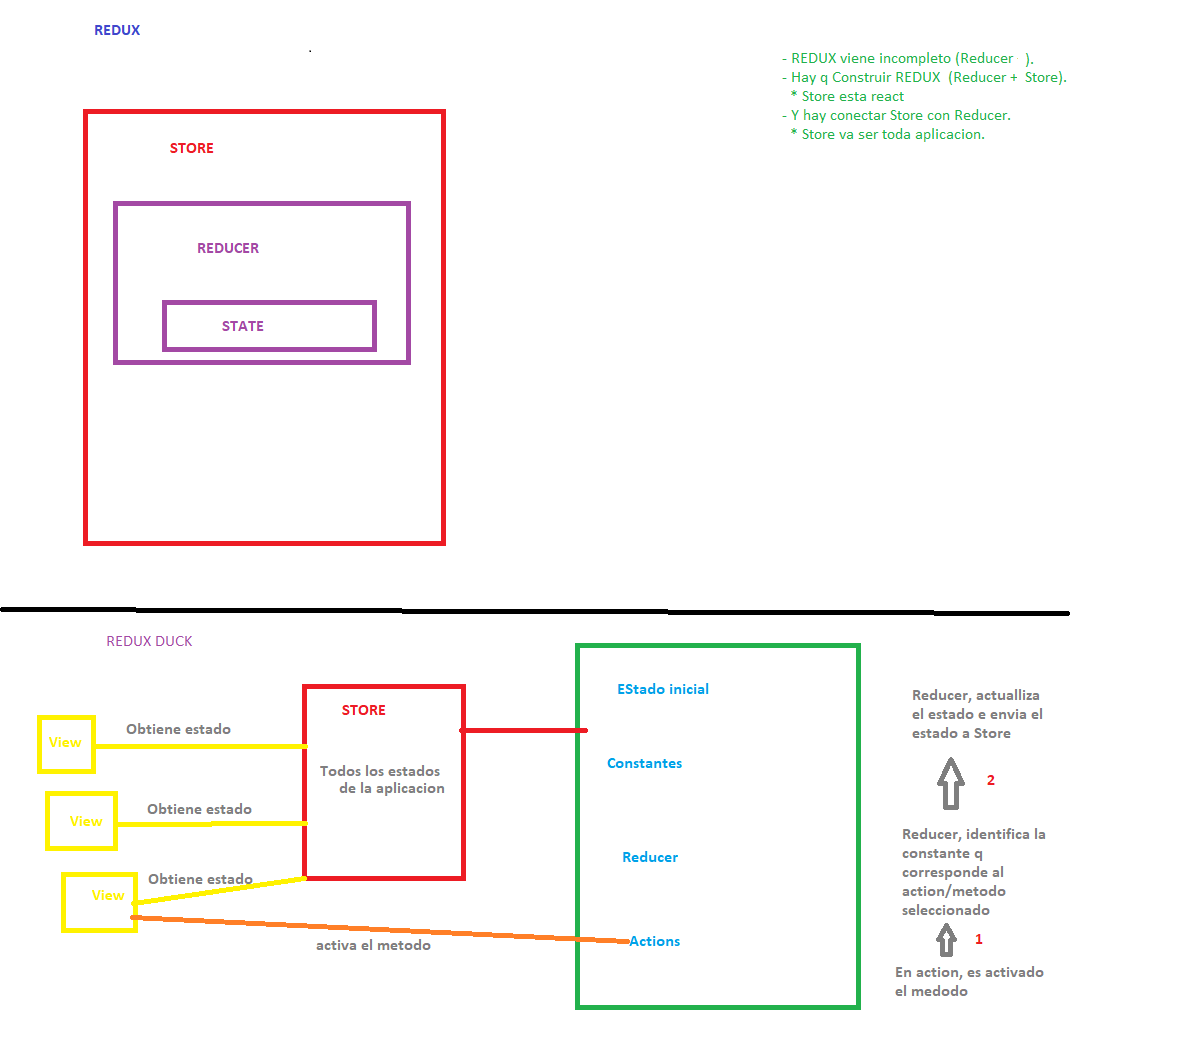 REDUX
- REDUX viene incompleto (Reducer   ).
- Hay q Construir REDUX  (Reducer +  Store).
* Store esta react
- Y hay conectar Store con Reducer.
* Store va ser toda aplicacion.
STORE
REDUCER
STATE
REDUX DUCK
View
Obtiene estado
View
Obtiene estado
View
Obtiene estado
activa el metodo
STORE
Todos los estados
de la aplicacion
EStado inicial
Constantes
Reducer
Actions
Reducer, actualliza
el estado e envia el
estado a Store
2
Reducer, identifica la
constante q
corresponde al
action/metodo
seleccionado
1
En action, es activado
el medodo